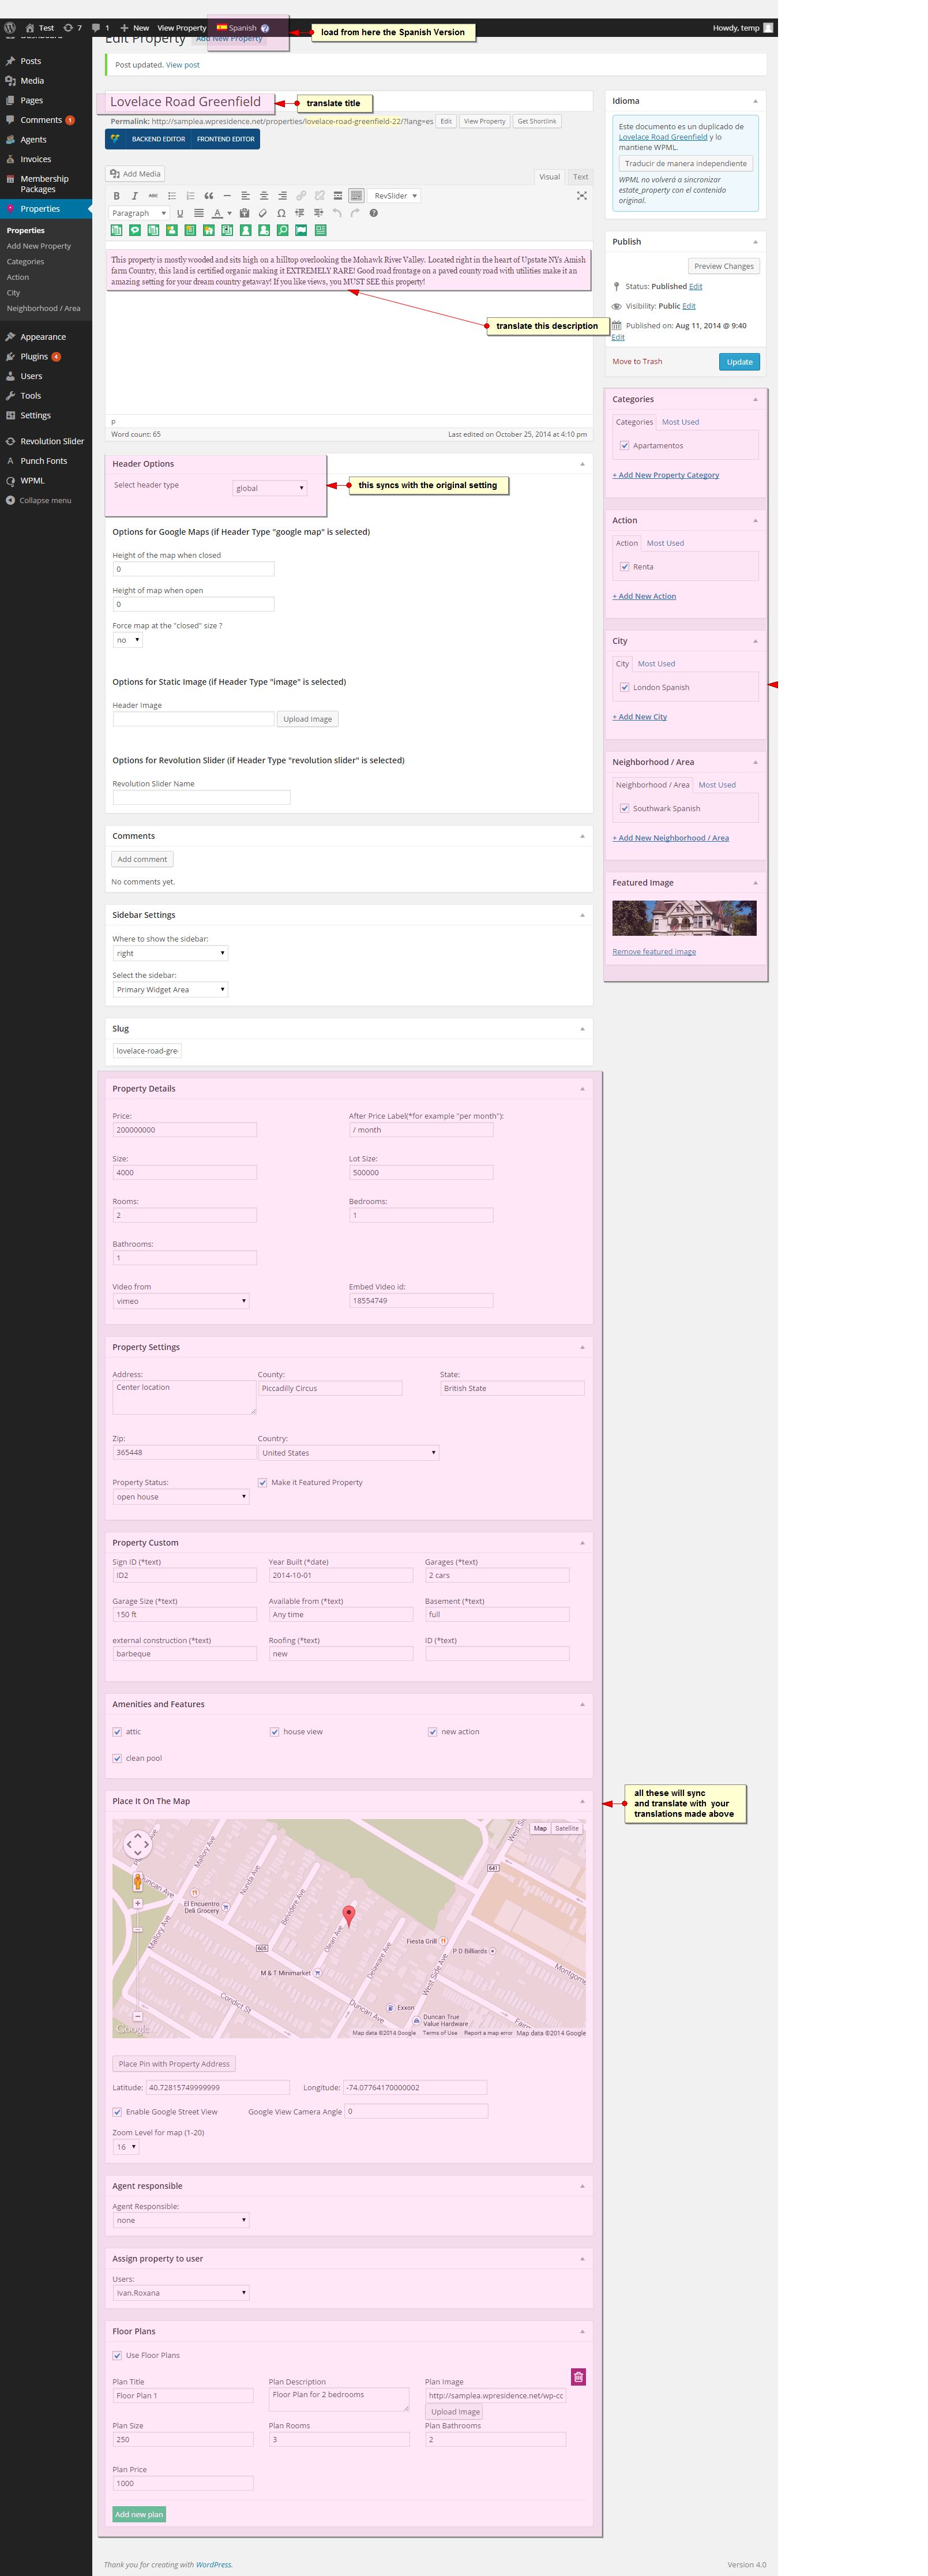 Test 7 1 New View Property Spanish Howdy, temp
load from here the Spanish Version
Edit Property Add New Property
Post updated. View post
Posts
Media
Pages
Comments 1
Agents
Invoices
Membership
Packages
Properties
Properties
Add New Property
Categories
Action
City
Neighborhood / Area
Appearance
Plugins 4
Users
Tools
Settings
Revolution Slider
Punch Fonts
WPML
Collapse menu
Lovelace Road Greenfield
translate title
Permalink: http://samplea.wpresidence.net/properties/lovelace-road-greenfield-22/?lang=es Edit View Property Get Shortlink
BACKEND EDITOR FRONTEND EDITOR
Add Media Visual Text
B I ABC RevSlider
Paragraph U A Ω
This property is mostly wooded and sits high on a hilltop overlooking the Mohawk River Valley. Located right in the heart of Upstate NYs Amish
farm Country, this land is certified organic making it EXTREMELY RARE! Good road frontage on a paved county road with utilities make it an
amazing setting for your dream country getaway! If you like views, you MUST SEE this property!
translate this description
p
Word count: 65 Last edited on October 25, 2014 at 4:10 pm
Header Options
Select header type global
this syncs with the original setting
Options for Google Maps (if Header Type "google map" is selected)
Height of the map when closed
0
Height of map when open
0
Force map at the "closed" size ?
no
Options for Static Image (if Header Type "image" is selected)
Header Image
Upload Image
Options for Revolution Slider (if Header Type "revolution slider" is selected)
Revolution Slider Name
Comments
Add comment
No comments yet.
Sidebar Settings
Where to show the sidebar:
right
Select the sidebar:
Primary Widget Area
Slug
lovelace-road-gre
Idioma
Este documento es un duplicado de
Lovelace Road Greenfield y lo
mantiene WPML.
Traducir de manera independiente
WPML no volverá a sincronizar
estate_property con el contenido
original.
Publish
Preview Changes
Status: Published Edit
Visibility: Public Edit
Published on: Aug 11, 2014 @ 9:40
Edit
Move to Trash Update
Categories
Categories Most Used
Apartamentos
+ Add New Property Category
Action
Action Most Used
Renta
+ Add New Action
City
City Most Used
London Spanish
+ Add New City
Neighborhood / Area
Neighborhood / Area Most Used
Southwark Spanish
+ Add New Neighborhood / Area
Featured Image
Remove featured image
Property Details
Price: After Price Label(*for example "per month"):
200000000 / month
Size: Lot Size:
4000 500000
Rooms: Bedrooms:
2 1
Bathrooms:
1
Video from Embed Video id:
vimeo 18554749
Property Settings
Address: County: State:
Center location Piccadilly Circus British State
Zip: Country:
365448 United States
Property Status: Make it Featured Property
open house
Property Custom
Sign ID (*text) Year Built (*date) Garages (*text)
ID2 2014-10-01 2 cars
Garage Size (*text) Available from (*text) Basement (*text)
150 ft Any time full
external construction (*text) Roofing (*text) ID (*text)
barbeque new
Amenities and Features
attic house view new action
clean pool
all these will sync
and translate with your
translations made above
Place It On The Map
Map Satellite
West St
641
Mallory Ave
Duncan Ave
Nunda Ave
El Encuentro
Deli Grocery
Belvidere Ave
Mallory Ave
Olean Ave
Fiesta Grill
605
P D Billiards
Delaware Ave
West Side Ave
M & T Minimarket
Montgome
Condict St
Duncan Ave
Exxon
Duncan True
Value Hardware
Fairm
Google Map data ©2014 Google Terms of Use Report a map error Map data ©2014 Google
Place Pin with Property Address
Latitude: 40.72815749999999 Longitude: -74.07764170000002
Enable Google Street View Google View Camera Angle 0
Zoom Level for map (1-20)
16
Agent responsible
Agent Responsible:
none
Assign property to user
Users:
ivan.Roxana
Floor Plans
Use Floor Plans
Plan Title Plan Description Plan Image
Floor Plan 1 Floor Plan for 2 bedrooms http://samplea.wpresidence.net/wp-cc
Upload Image
Plan Size Plan Rooms Plan Bathrooms
250 3 2
Plan Price
1000
Add new plan
Thank you for creating with WordPress. Version 4.0